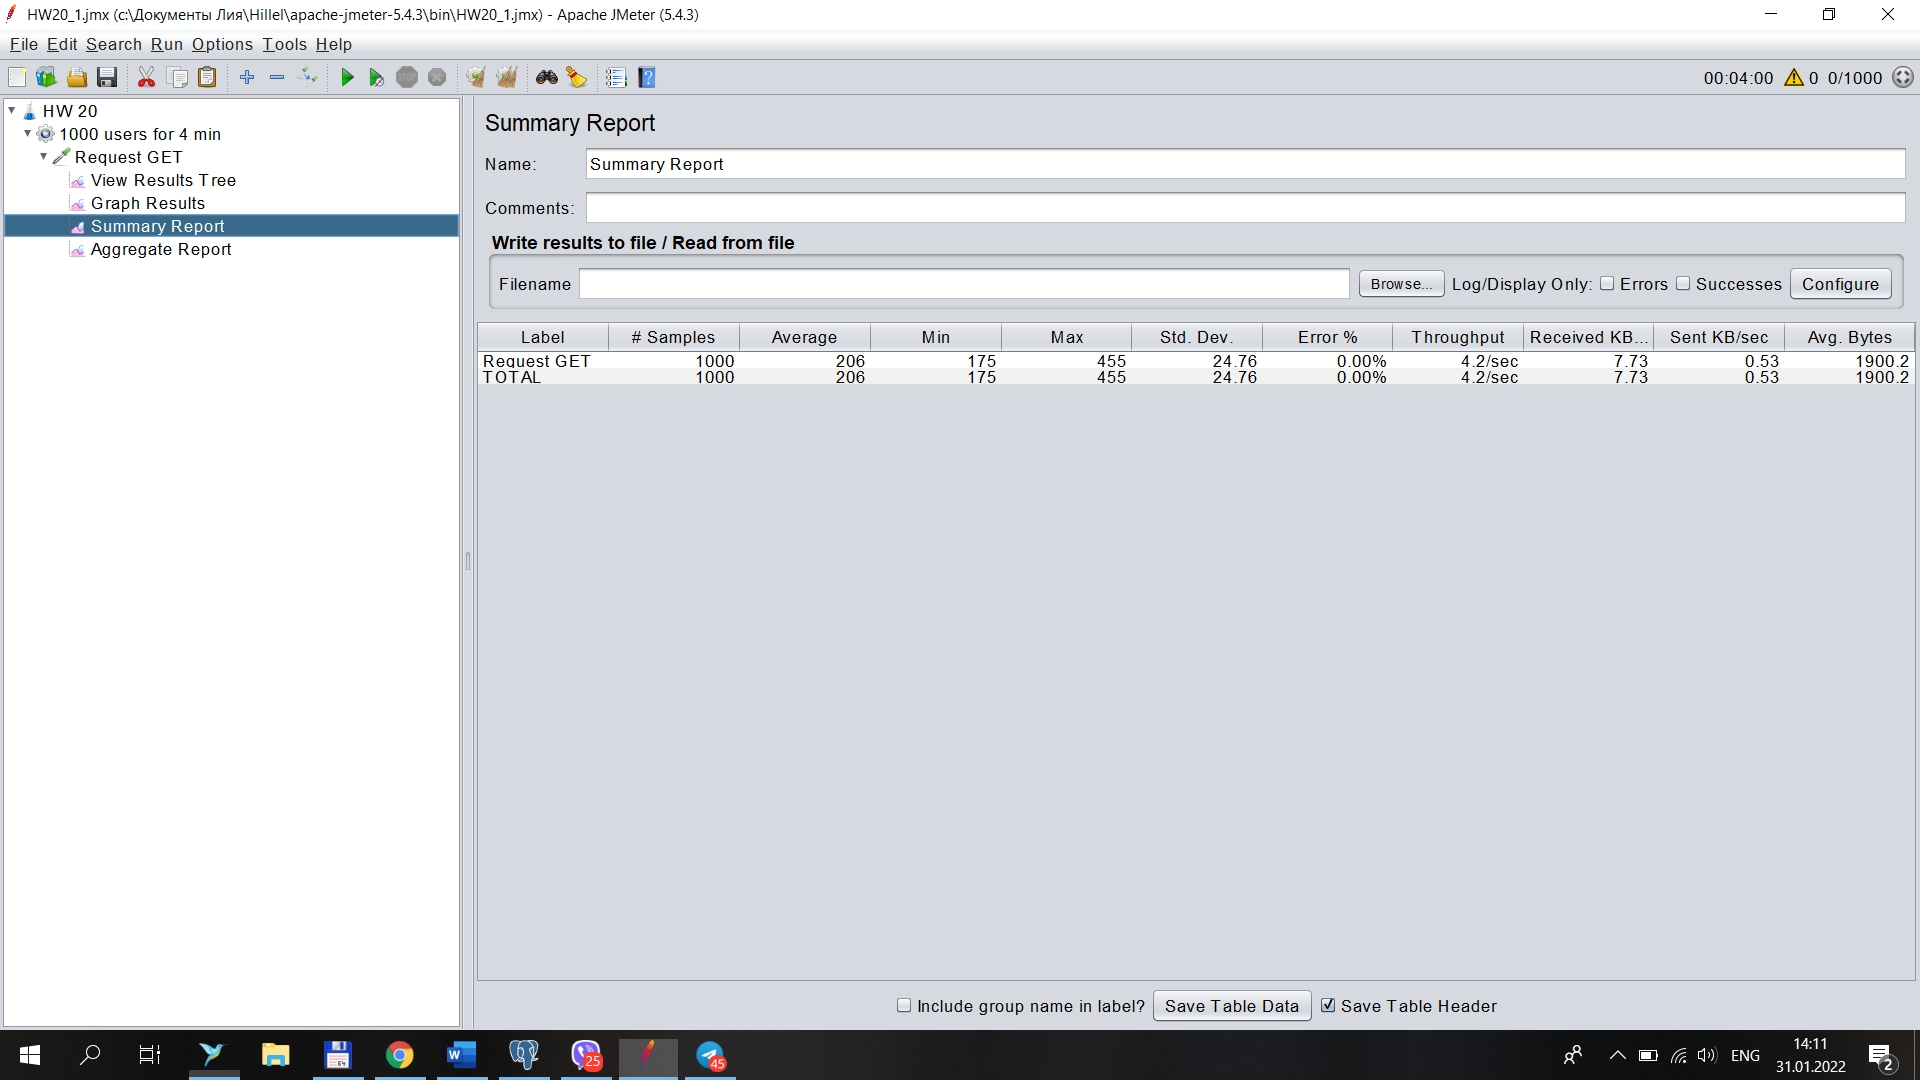 HW20_1.jmx (c:\Документы Лия\Hillel\apache-jmeter-5.4.3\bin\HW20_1.jmx) - Apache JMeter (5.4.3)
File Edit Search Run Options Tools Help
00:04:00 0 0/1000
HW 20
1000 users for 4 min
Request GET
View Results Tree
Graph Results
Summary Report
Aggregate Report
Summary Report
Name: Summary Report
Comments:
Write results to file / Read from file
Filename Browse... Log/Display Only: Errors Successes Configure
Label # Samples Average Min Max Std. Dev. Error % Throughput Received KB... Sent KB/sec Avg. Bytes
Request GET 1000 206 175 455 24.76 0.00% 4.2/sec 7.73 0.53 1900.2
TOTAL 1000 206 175 455 24.76 0.00% 4.2/sec 7.73 0.53 1900.2
Include group name in label? Save Table Data Save Table Header
25
45
ENG
14:11
31.01.2022
2